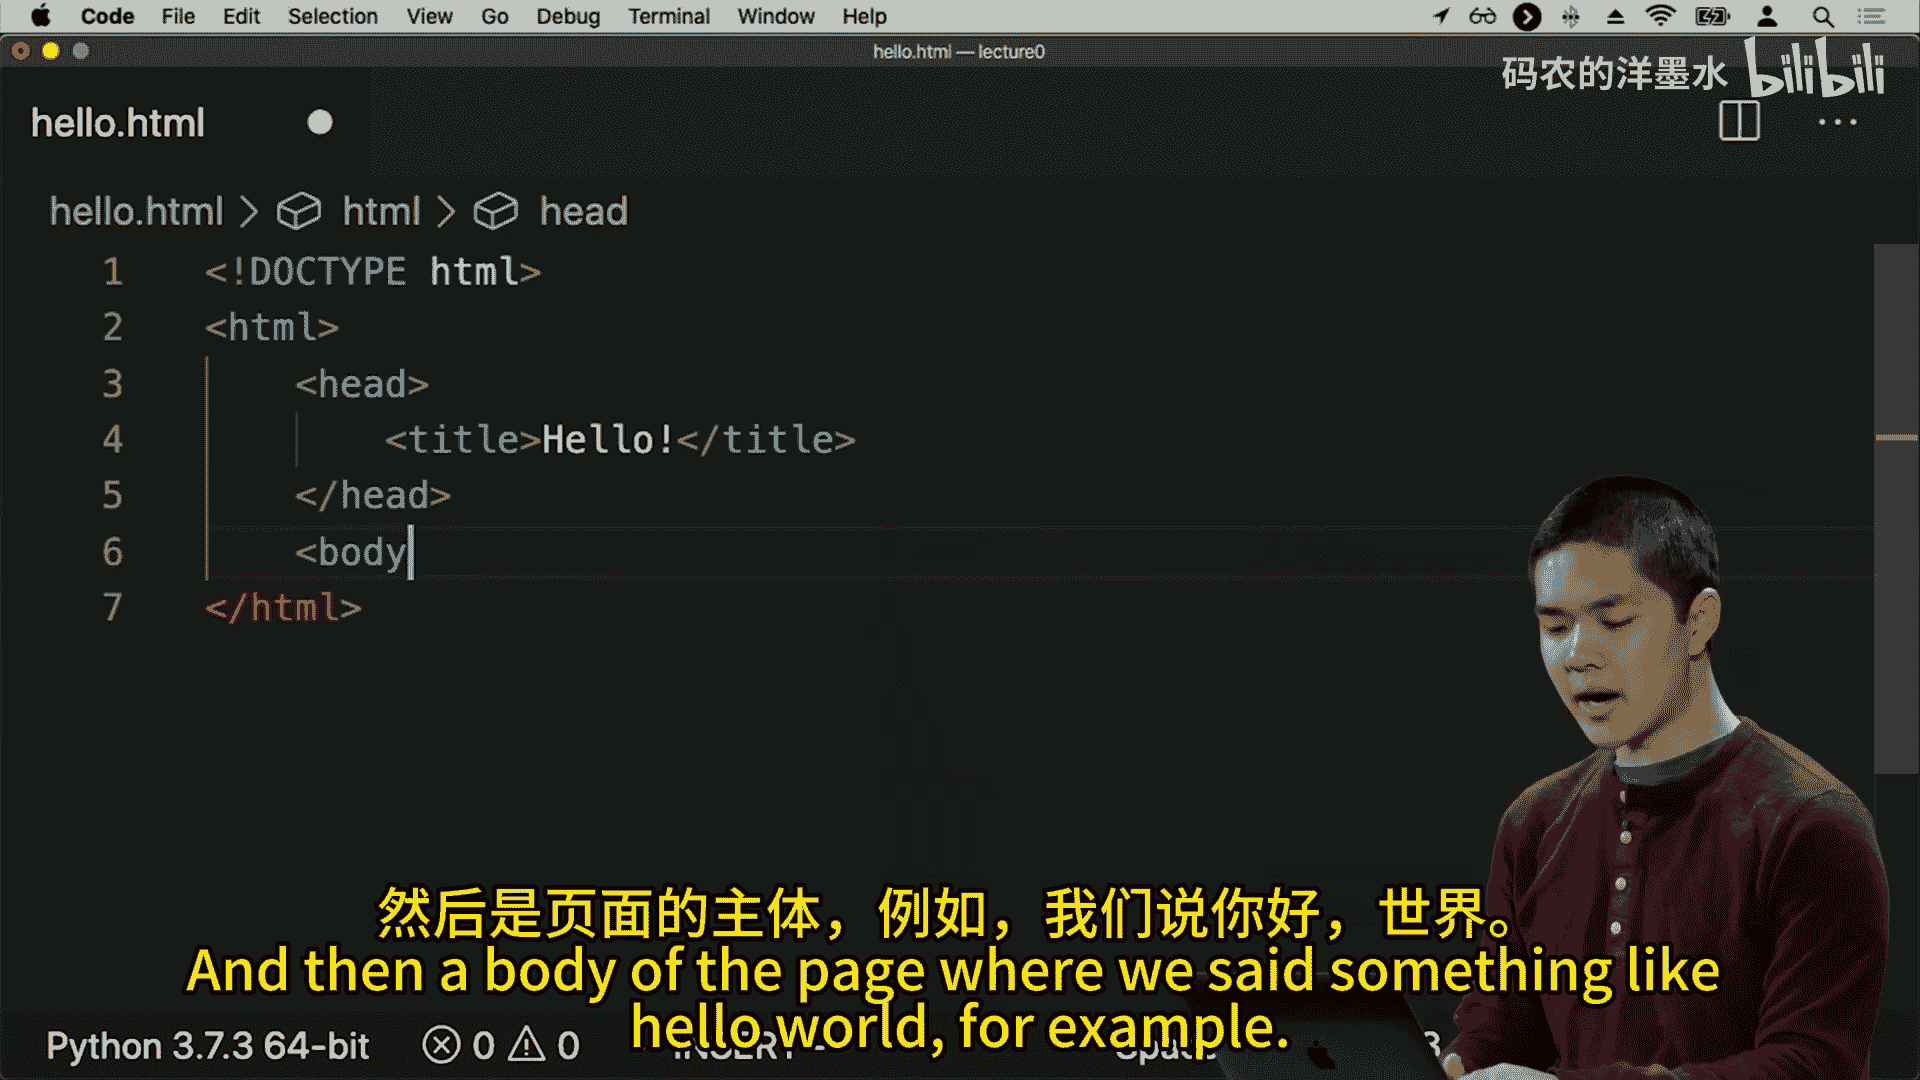 Code File Edit Selection View Go Debug Terminal Window Help
hello.html — lecture0
码农的洋墨水 bilibili
hello.html
hello.html > html > head
1 <!DOCTYPE html>
2 <html>
3 <head>
4 <title>Hello!</title>
5 </head>
6 <body
7 </html>
然后是页面的主体，例如，我们说你好，世界。
And then a body of the page where we said something like
hello world, for example.
Python 3.7.3 64-bit 0 0